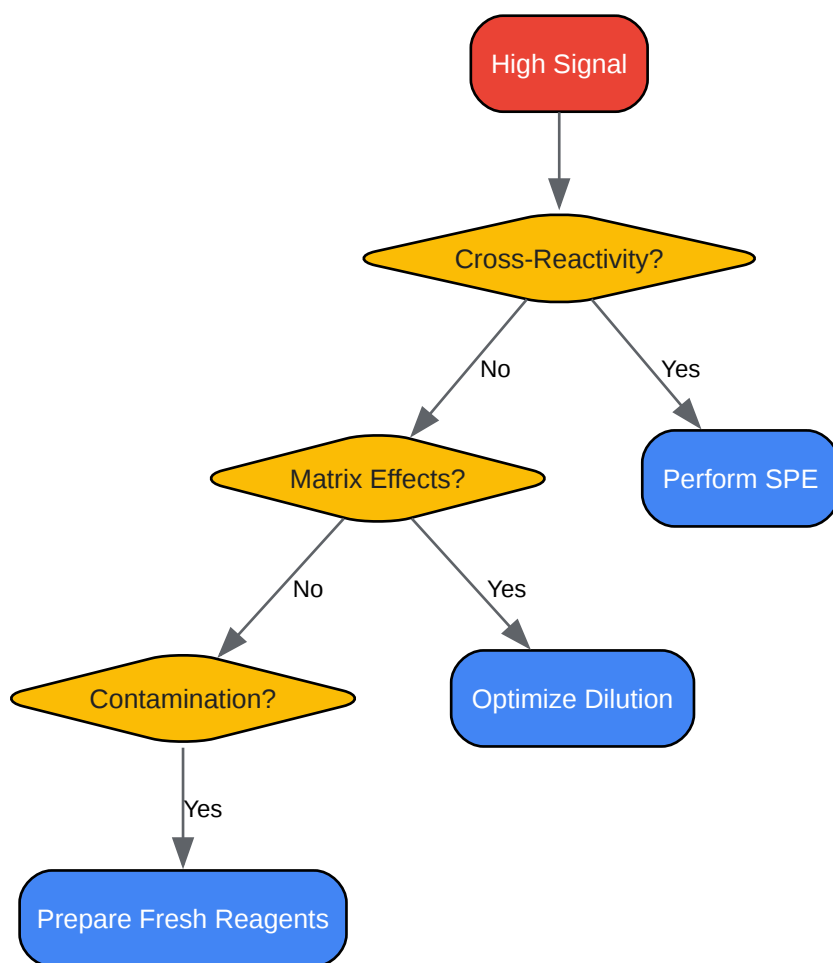 High Signal
Cross-Reactivity?
No
Yes
Matrix Effects?
Perform SPE
No
Yes
Contamination?
Optimize Dilution
Yes
Prepare Fresh Reagents